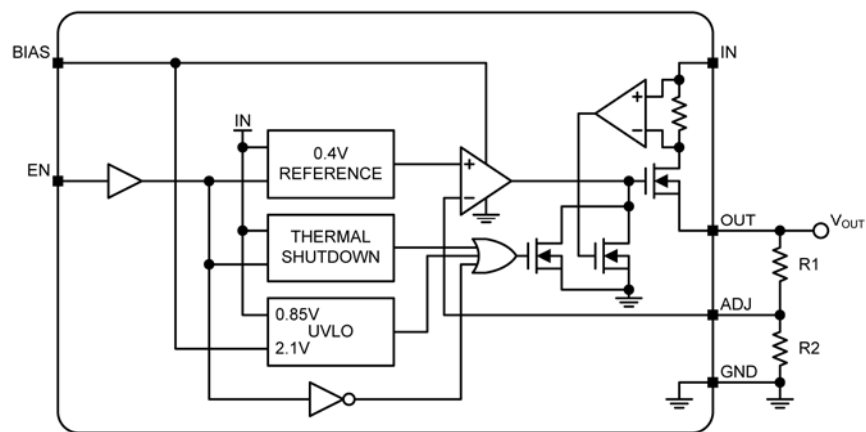 BIAS
IN
IN
0.4V
REFERENCE
+
−
EN
+
−
THERMAL
SHUTDOWN
OUT
VOUT
R1
0.85V
UVLO
2.1V
ADJ
R2
GND